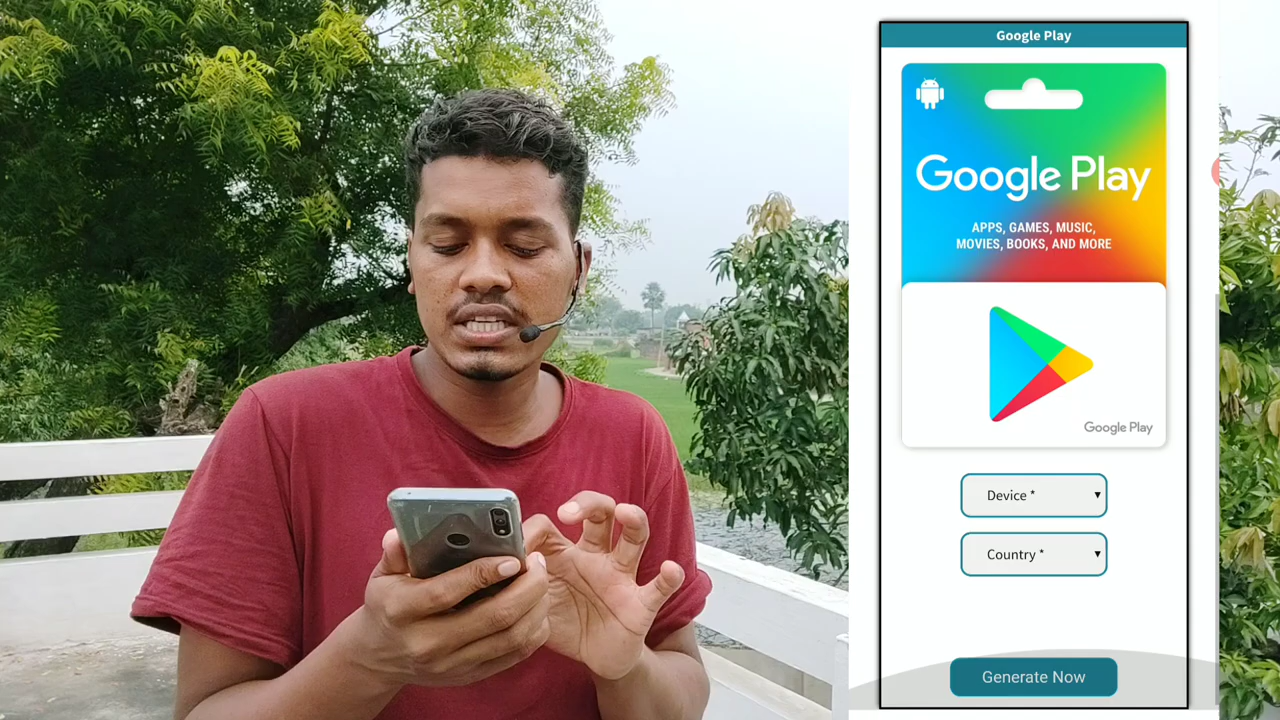 Google Play
Google Play
APPS, GAMES, MUSIC,
MOVIES, BOOKS, AND MORE
Google Play
Device *
Country *
Generate Now